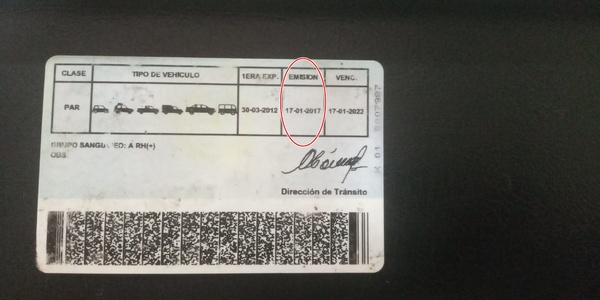 CLASE TIPO DE VEHÍCULO 1ERA EXP. EMISION VENC.
PAR 30-03-2012 17-01-2017 17-01-2022
GRUPO SANGUINEO: A RH(+)
OBS
Dirección de Tránsito